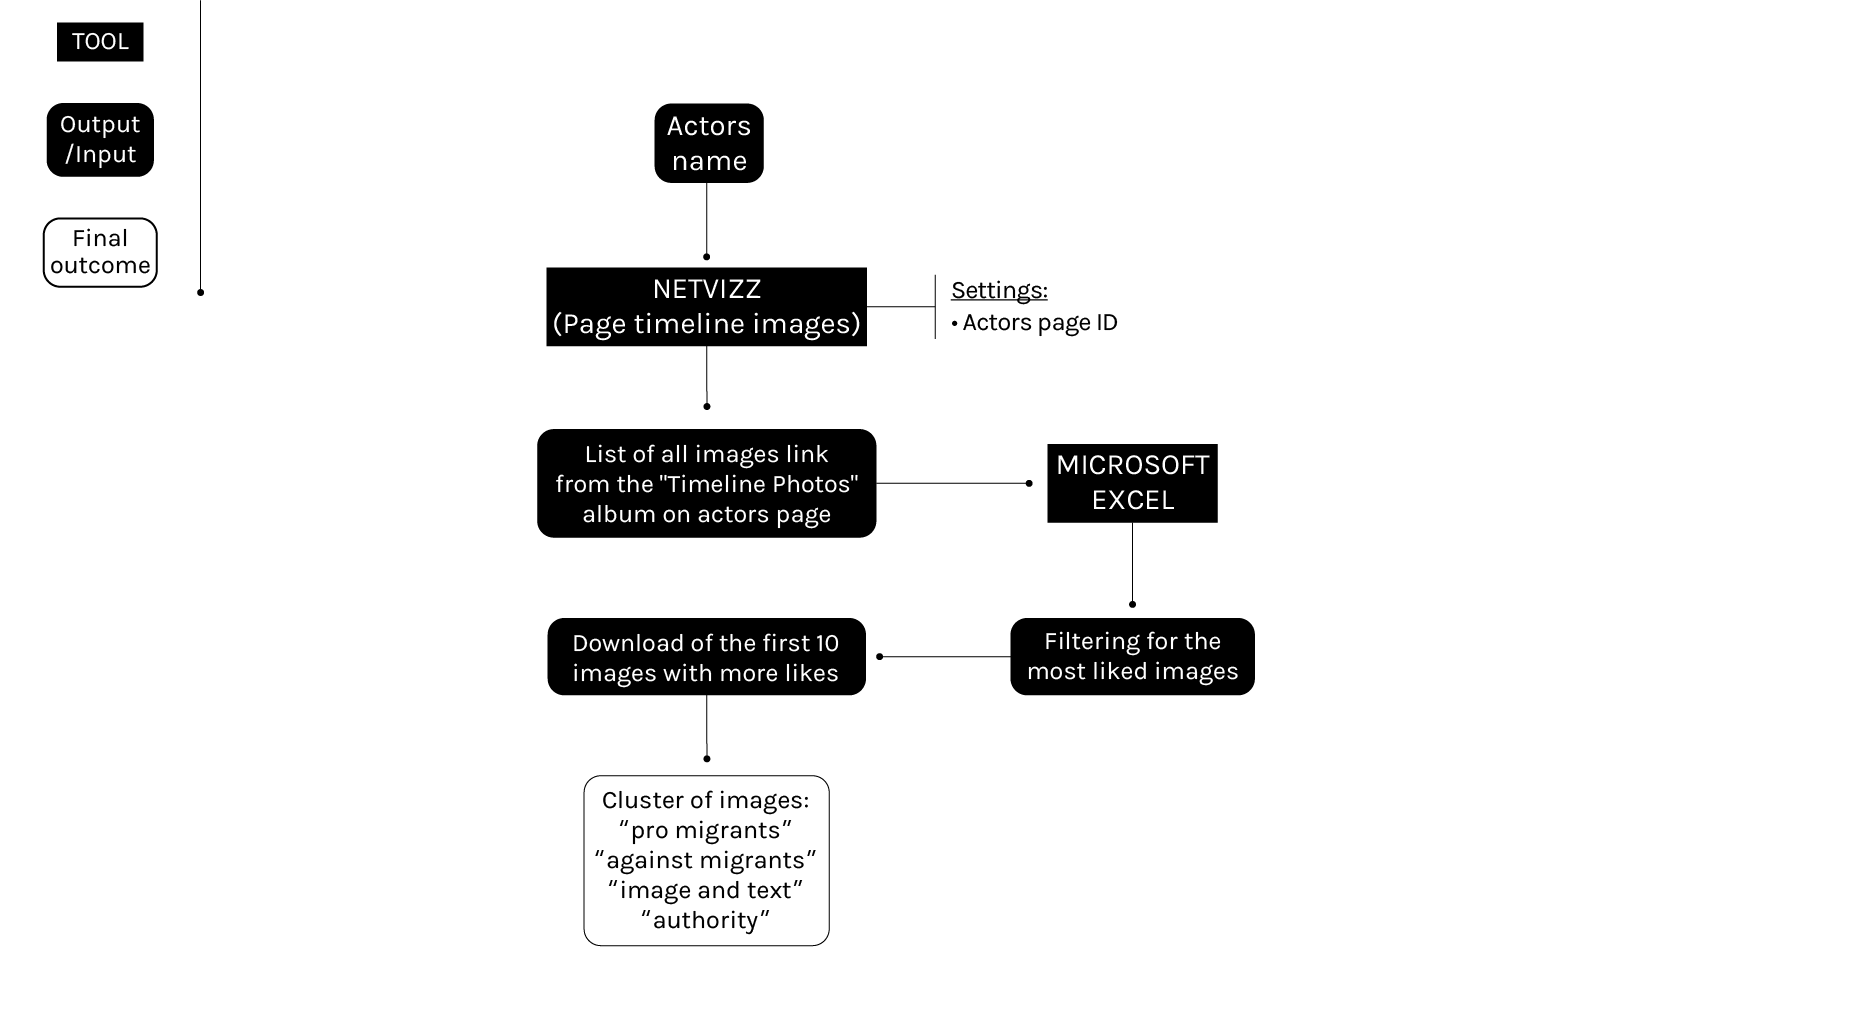 TOOL
Output
/Input
Final
outcome
Actors
name
NETVIZZ
(Page timeline images)
Settings:
• Actors page ID
List of all images link
from the "Timeline Photos"
album on actors page
MICROSOFT
EXCEL
Filtering for the
most liked images
Download of the first 10
images with more likes
Cluster of images:
“pro migrants”
“against migrants”
“image and text”
“authority”